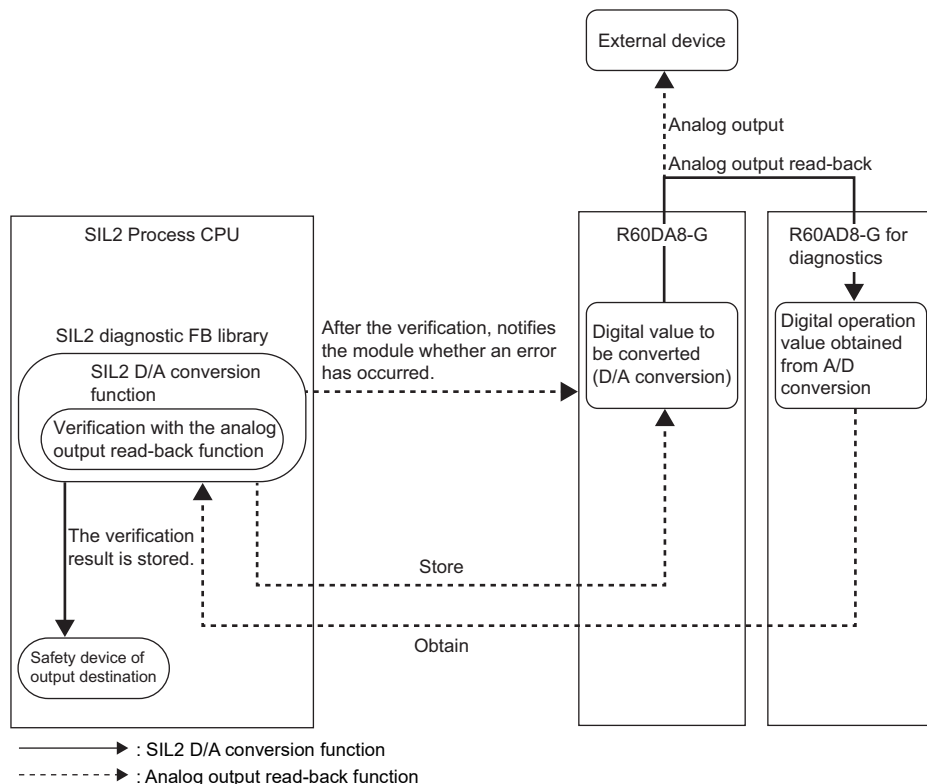 External device
Analog output
Analog output read-back
SIL2 Process CPU
R60DA8-G
R60AD8-G for
diagnostics
SIL2 diagnostic FB library
SIL2 D/A conversion
function
Verification with the analog
output read-back function
After the verification, notifies
the module whether an error
has occurred.
Digital value to
be converted
(D/A conversion)
Digital operation
value obtained
from A/D
conversion
The verification
result is stored.
Store
Obtain
Safety device of
output destination
: SIL2 D/A conversion function
: Analog output read-back function